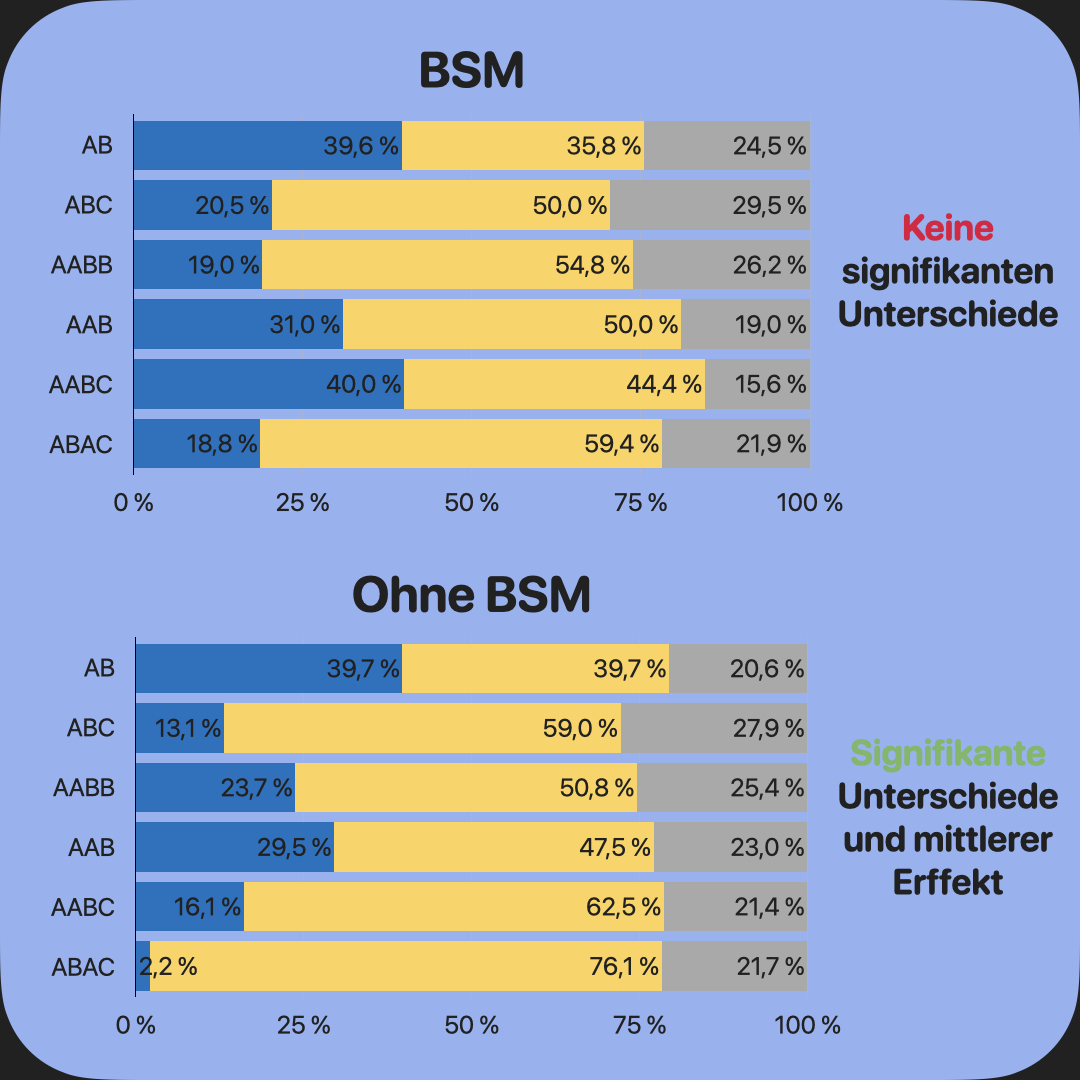 BSM
AB 39,6 % 35,8 % 24,5 %
ABC 20,5 % 50,0 % 29,5 %
AABB 19,0 % 54,8 % 26,2 %
AAB 31,0 % 50,0 % 19,0 %
AABC 40,0 % 44,4 % 15,6 %
ABAC 18,8 % 59,4 % 21,9 %
0 % 25 % 50 % 75 % 100 %
Keine
signifikanten
Unterschiede
Ohne BSM
AB 39,7 % 39,7 % 20,6 %
ABC 13,1 % 59,0 % 27,9 %
AABB 23,7 % 50,8 % 25,4 %
AAB 29,5 % 47,5 % 23,0 %
AABC 16,1 % 62,5 % 21,4 %
ABAC 2,2 % 76,1 % 21,7 %
0 % 25 % 50 % 75 % 100 %
Signifikante
Unterschiede
und mittlerer
Erffekt